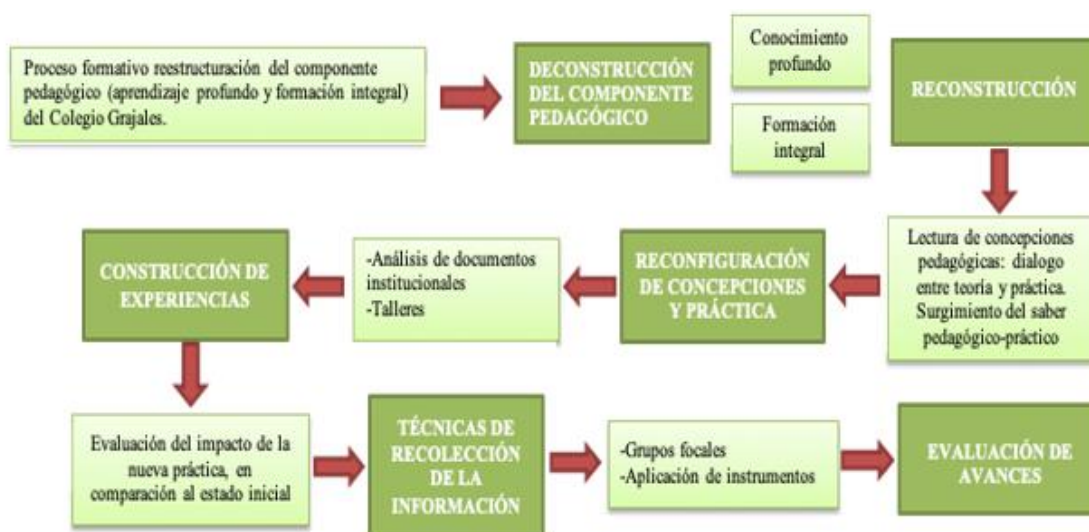 Proceso formativo reestructuración del componente
pedagógico (aprendizaje profundo y formación integral)
del Colegio Grajales.
DECONSTRUCCIÓN
DEL COMPONENTE
PEDAGÓGICO
Conocimiento
profundo
Formación
integral
RECONSTRUCCIÓN
Lectura de concepciones
pedagógicas: dialogo
entre teoría y práctica.
Surgimiento del saber
pedagógico-práctico
RECONFIGURACIÓN
DE CONCEPCIONES
Y PRÁCTICA
-Análisis de documentos
institucionales
-Talleres
CONSTRUCCIÓN DE
EXPERIENCIAS
Evaluación del impacto de la
nueva práctica, en
comparación al estado inicial
TÉCNICAS DE
RECOLECCIÓN
DE LA
INFORMACIÓN
-Grupos focales
-Aplicación de instrumentos
EVALUACIÓN DE
AVANCES